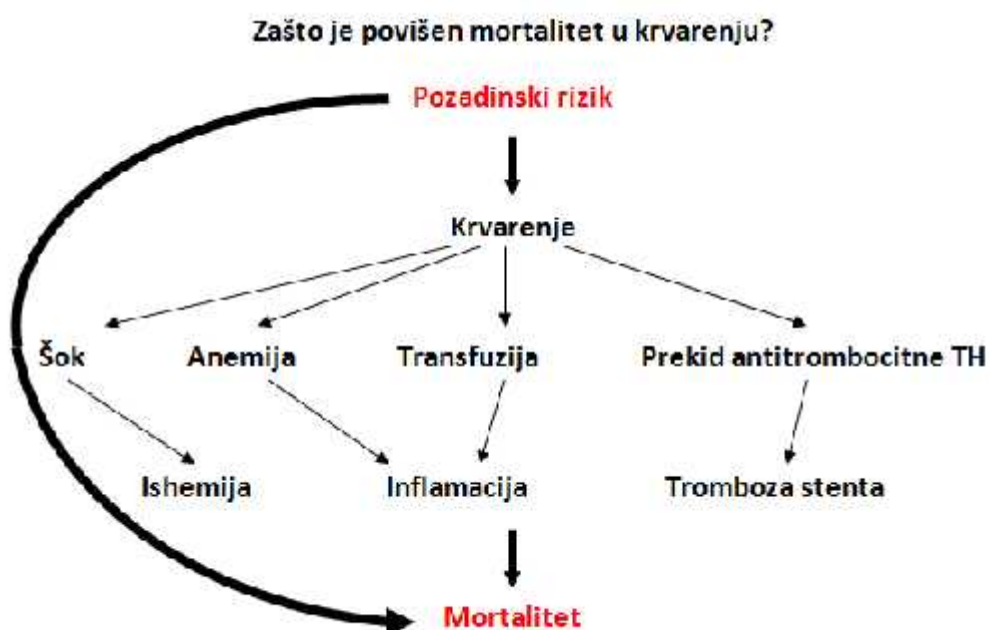 Zašto je povišen mortalitet u krvarenju?
Pozadinski rizik
Krvarenje
Šok Anemija Transfuzija Prekid antitrombocitne TH
Ishemija Inflamacija Tromboza stenta
Mortalitet